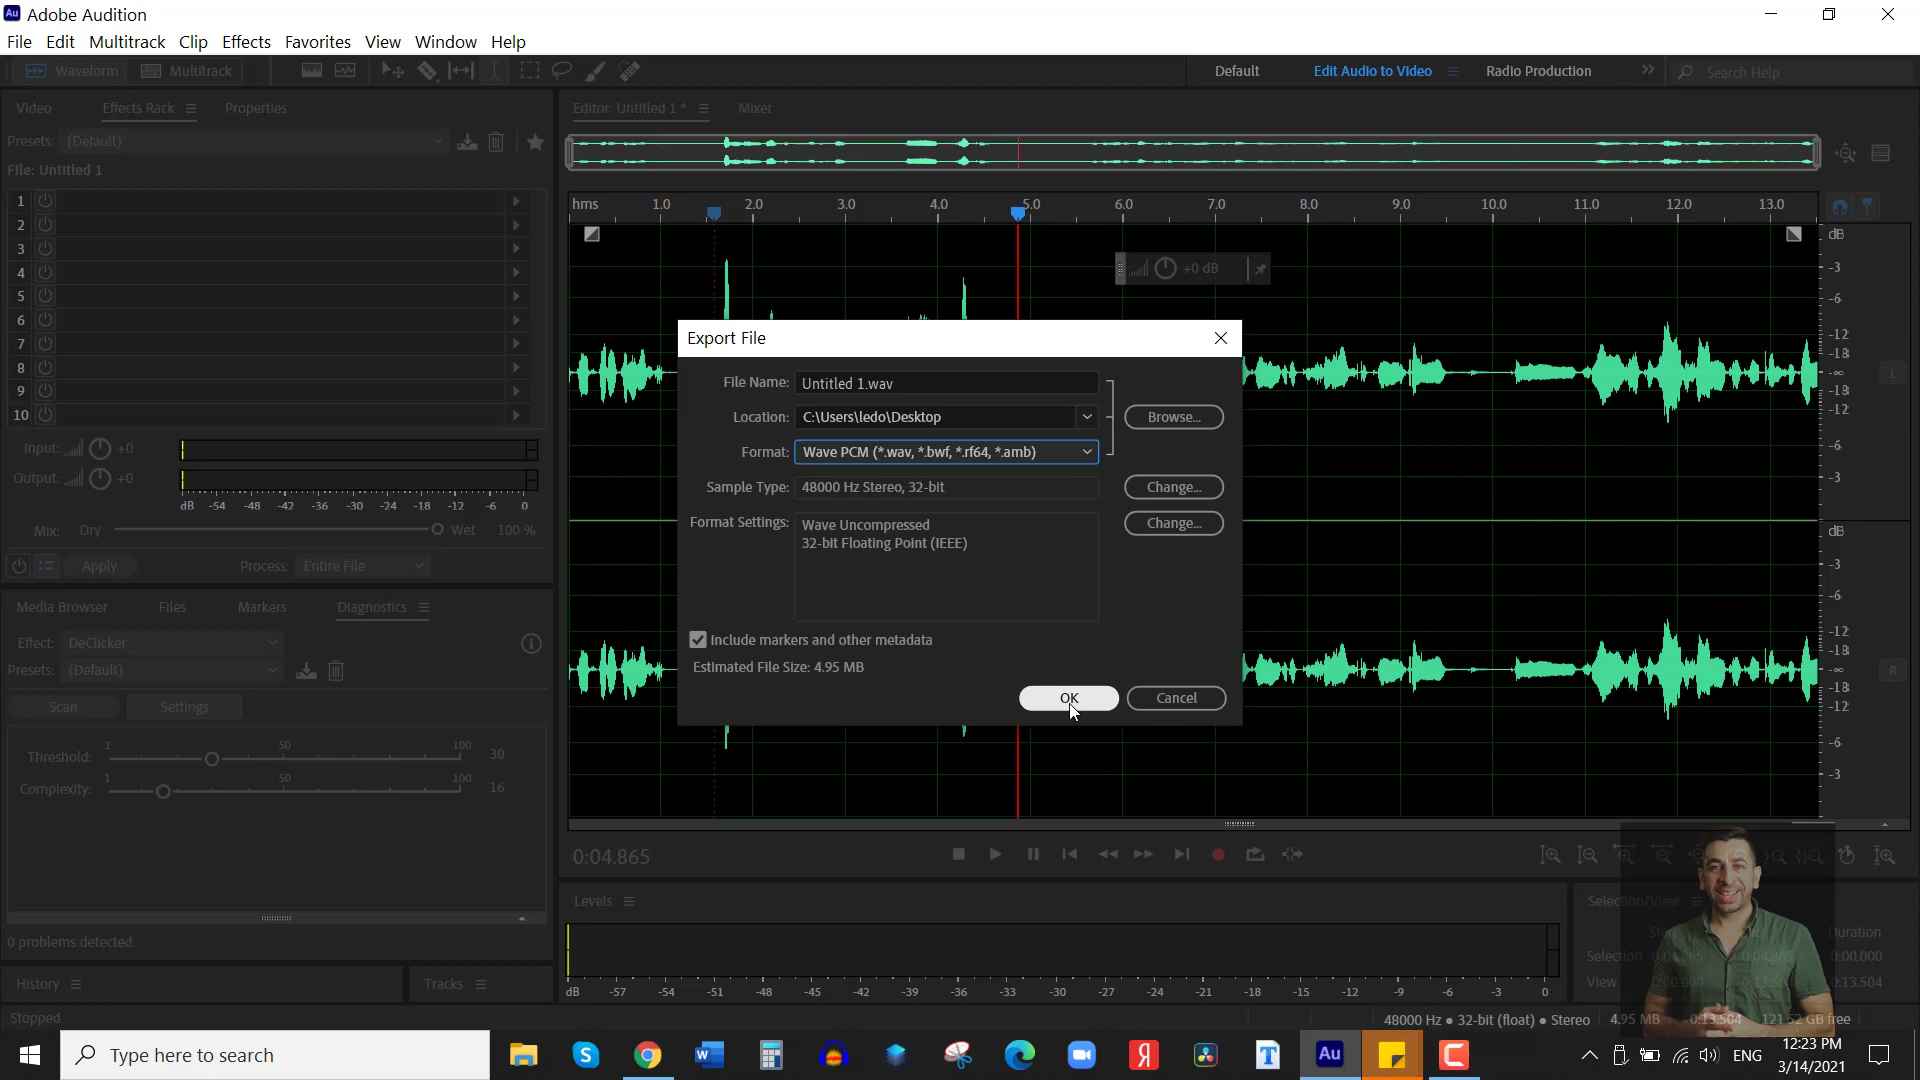 Au Adobe Audition
File Edit Multitrack Clip Effects Favorites View Window Help
Waveform Multitrack Default Edit Audio to Video Radio Production Search Help
Video Effects Rack Properties
Presets: (Default)
File: Untitled 1
1
2
3
4
5
6
7
8
9
10
Input: +0
Output: +0
dB -54 -48 -42 -36 -30 -24 -18 -12 -6 0
Mix: Dry Wet 100 %
Apply Process: Entire File
Media Browser Files Markers Diagnostics
Effect: DeClicker
Presets: (Default)
Scan Settings
1 50 100
Threshold: 30
1 50 100
Complexity: 16
0 problems detected.
History Tracks
Stopped
Editor: Untitled 1 * Mixer
hms 1.0 2.0 3.0 4.0 5.0 6.0 7.0 8.0 9.0 10.0 11.0 12.0 13.0
+0 dB
dB
-3
-6
-12
-18
-∞
-18
-12
-6
-3
L
dB
-3
-6
-12
-18
-∞
-18
-12
-6
-3
R
Export File
File Name: Untitled 1.wav
Location: C:\Users\ledo\Desktop Browse...
Format: Wave PCM (*.wav, *.bwf, *.rf64, *.amb)
Sample Type: 48000 Hz Stereo, 32-bit Change...
Format Settings: Wave Uncompressed Change...
32-bit Floating Point (IEEE)
Include markers and other metadata
Estimated File Size: 4.95 MB
OK Cancel
0:04.865
Levels
dB -57 -54 -51 -48 -45 -42 -39 -36 -33 -30 -27 -24 -21 -18 -15 -12 -9 -6 -3 0
Selection/View
Duration
Selection 0:04.865 0:04.865 0:00.000
View 0:00.000 0:13.504 0:13.504
48000 Hz ● 32-bit (float) ● Stereo 4.95 MB 0:13.504 121.52 GB free
Type here to search
ENG
12:23 PM
3/14/2021